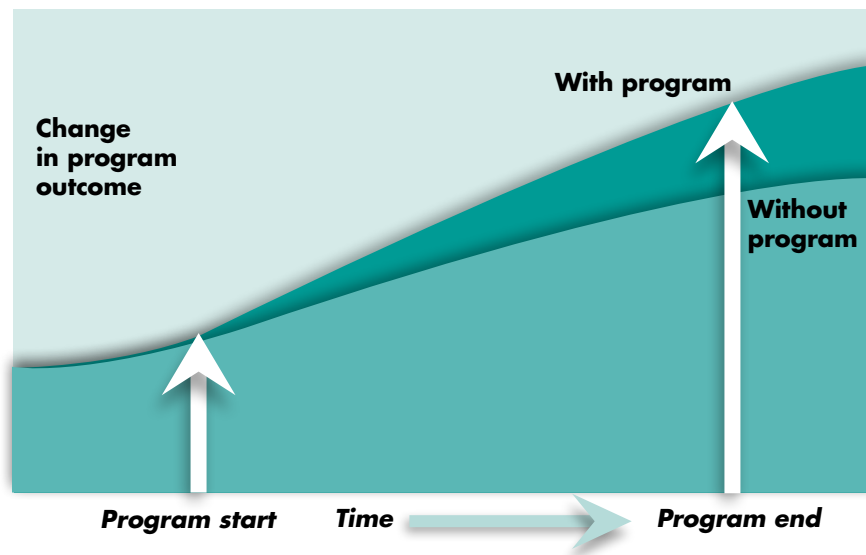 With program
Change
in program
outcome
Without
program
Program start
Time
Program end